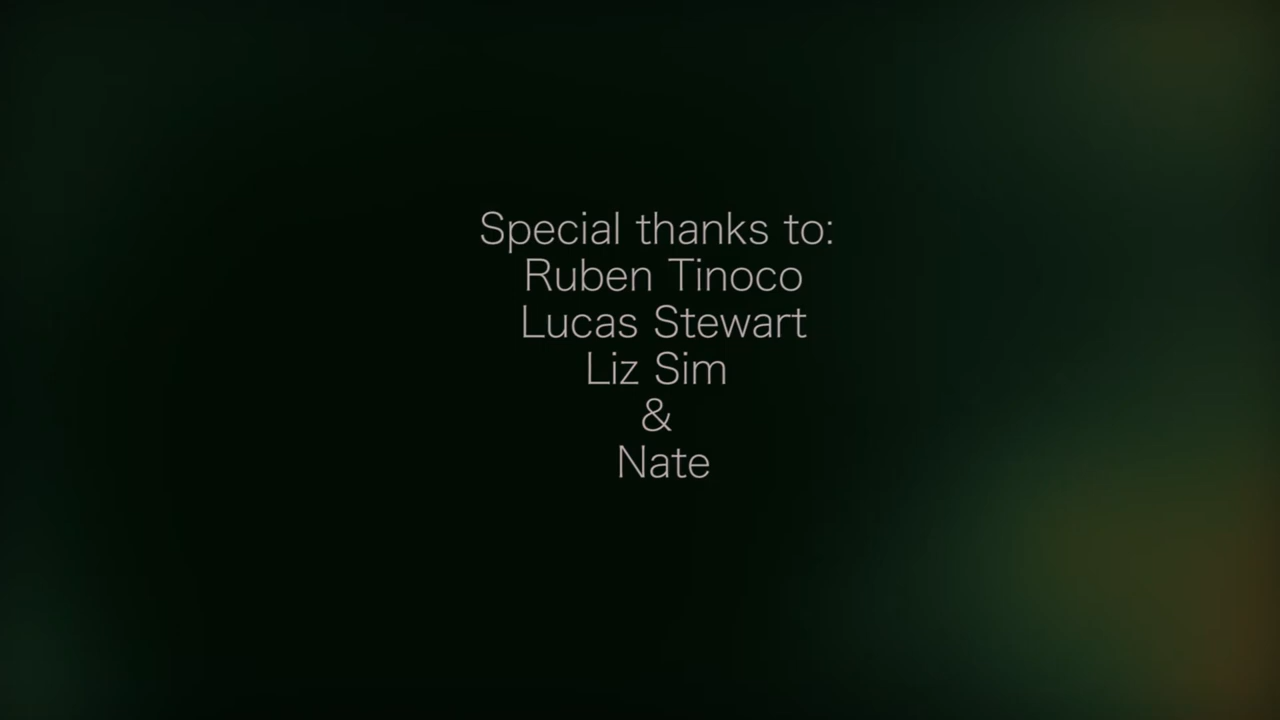 Special thanks to:
Ruben Tinoco
Lucas Stewart
Liz Sim
&
Nate